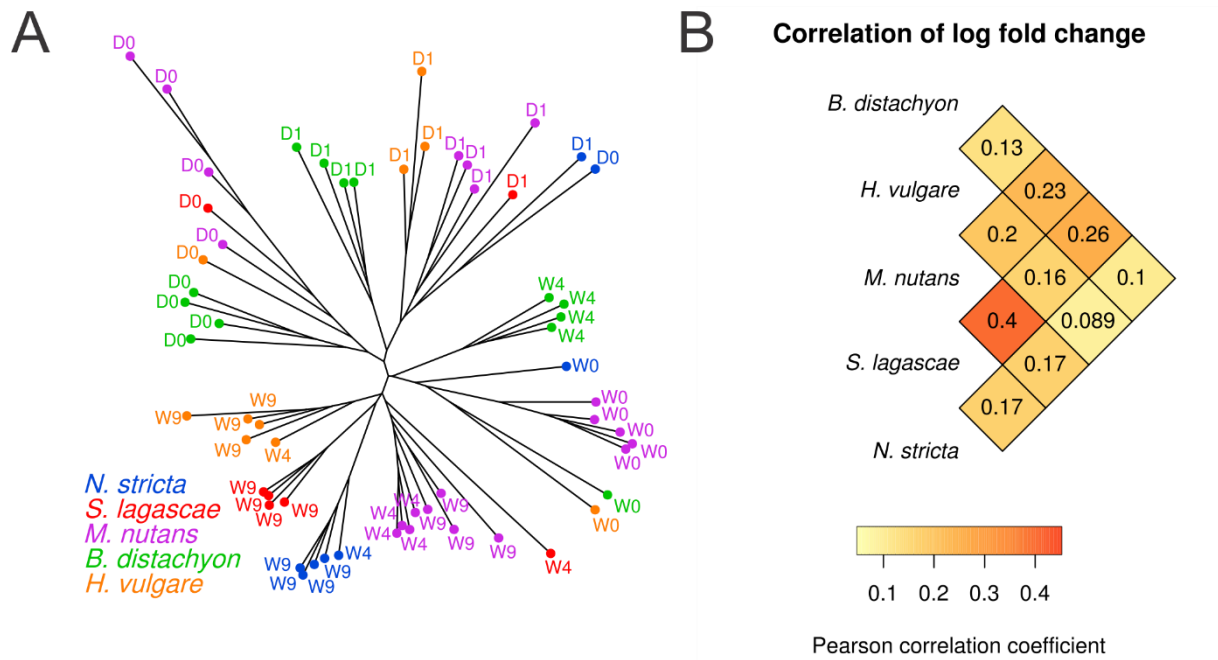 A
D0
D0
D0
D0
D0
D0
D0
D0
D0
D0
D1
D1
D1 D1
D1
D1
D1
D1
D1
D1
D1
D1
D0
W4
W4
W4
W4
W0
W0
W0
W0
W0
W0
W0
W0
W4
W9
W9
W9
W4
W9
W4
W4
W4
W9
W9
W9
W9
W9
W9
W9
W9
W9
W9
W9
W4
N. stricta
S. lagascae
M. nutans
B. distachyon
H. vulgare
B
Correlation of log fold change
B. distachyon
0.13
H. vulgare
0.23
0.2
0.26
M. nutans
0.16
0.1
0.4
0.089
S. lagascae
0.17
0.17
N. stricta
0.1 0.2 0.3 0.4
Pearson correlation coefficient